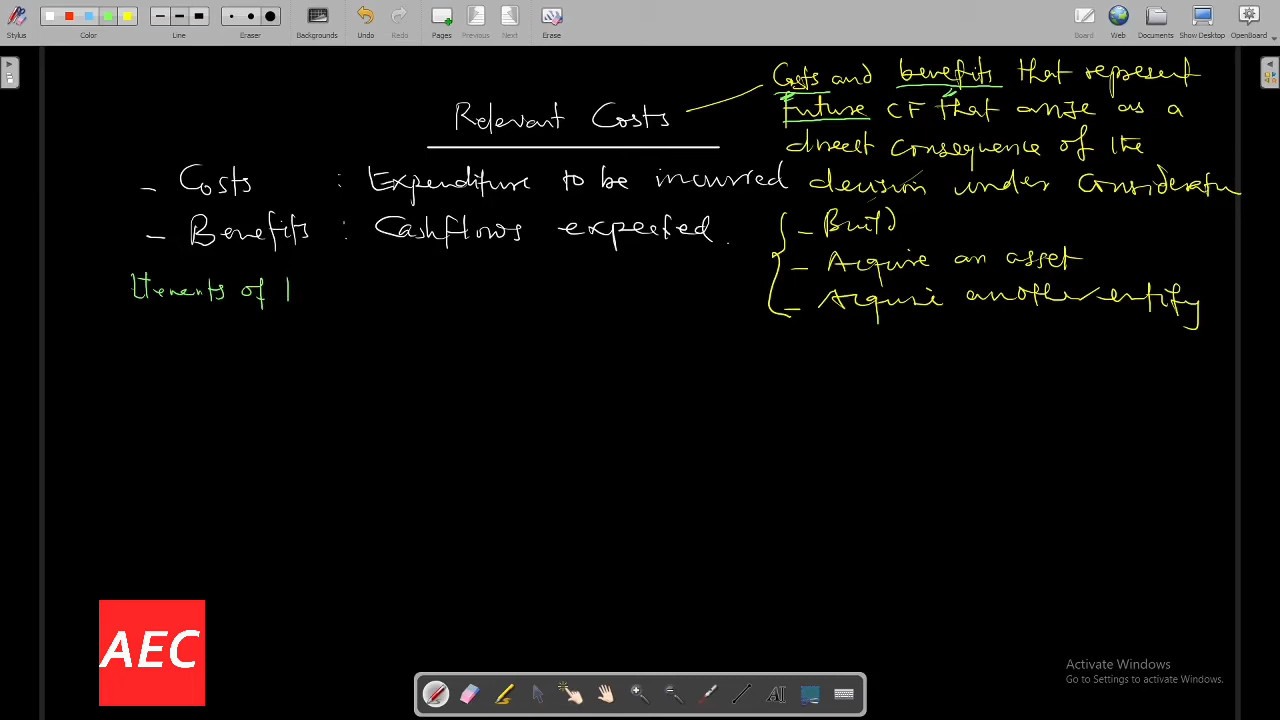 Stylus
Color
Line
Eraser
Backgrounds
Undo
Redo
Pages
Previous
Next
Erase
Board
Web
Documents
Show Desktop
OpenBoard
Relevant Costs
Costs and benefits that represent
future CF that arise as a
direct consequence of the
decision under consideration
- Costs : Expenditure to be incurred
- Benefits : Cashflows expected.
- Build
- Acquire an asset
- Acquire another entity
Elements of
AEC
Activate Windows
Go to Settings to activate Windows.